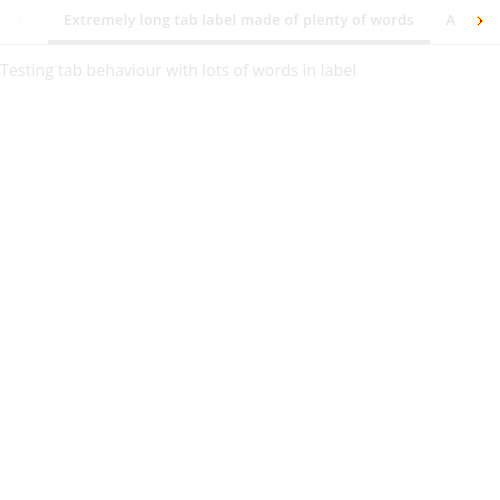 Extremely long tab label made of plenty of words A
Testing tab behaviour with lots of words in label